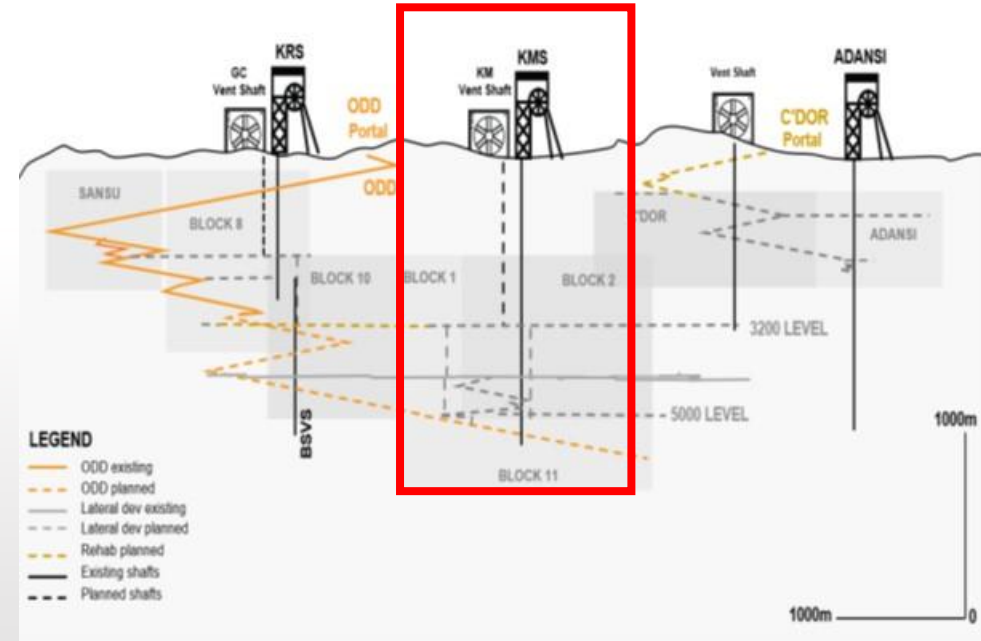 KRS
GC
Vent Shaft
ODD
Portal
ODD
KM
Vent Shaft
KMS
Vent Shaft
C'DOR
Portal
ADANSI
SANSU
BLOCK 8
BLOCK 10
BLOCK 1
BLOCK 2
'DOR
ADANSI
3200 LEVEL
5000 LEVEL
BSVS
BLOCK 11
LEGEND
ODD existing
ODD planned
Lateral dev existing
Lateral dev planned
Rehab planned
Existing shafts
Planned shafts
1000m
1000m
0